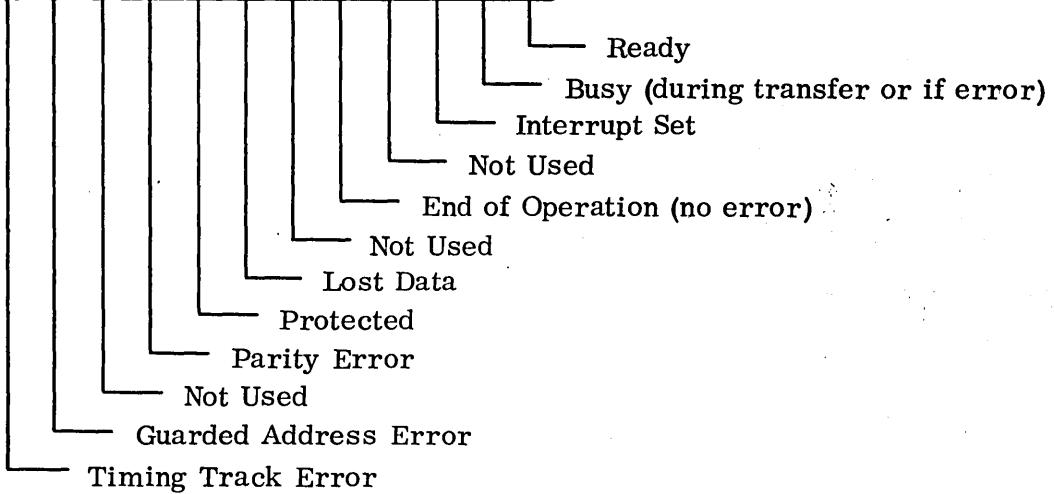 Ready
Busy (during transfer or if error)
Interrupt Set
Not Used
End of Operation (no error)
Not Used
Lost Data
Protected
Parity Error
Not Used
Guarded Address Error
Timing Track Error